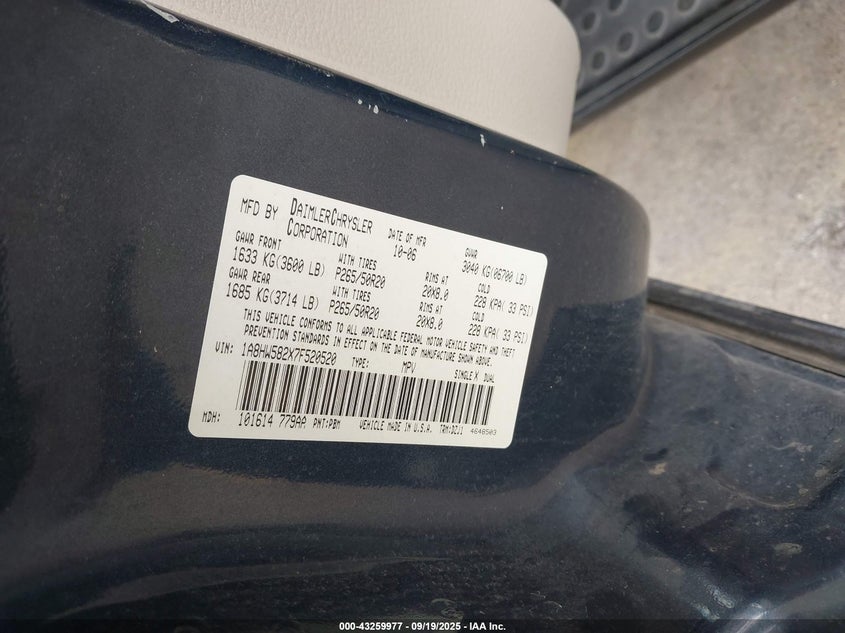 MFD BY DAIMLERCHRYSLER CORPORATION DATE OF MFR 10-06 GVWR 3040 KG(06700 LB)
GAWR FRONT WITH TIRES RIMS AT COLD
1633 KG(3600 LB) P265/50R20 20X8.0 228 KPA( 33 PSI)
GAWR REAR WITH TIRES RIMS AT COLD
1685 KG(3714 LB) P265/50R20 20X8.0 228 KPA( 33 PSI)
THIS VEHICLE CONFORMS TO ALL APPLICABLE FEDERAL MOTOR VEHICLE SAFETY AND THEFT
PREVENTION STANDARDS IN EFFECT ON THE DATE OF MANUFACTURE SHOWN ABOVE.
VIN: 1A8HW582X7F520520 TYPE: MPV SINGLE X DUAL
MDH: 101614 779AA PNT:PBM VEHICLE MADE IN U.S.A. TRM:DZJ1 4646503
000-43259977 - 09/19/2025 - IAA Inc.